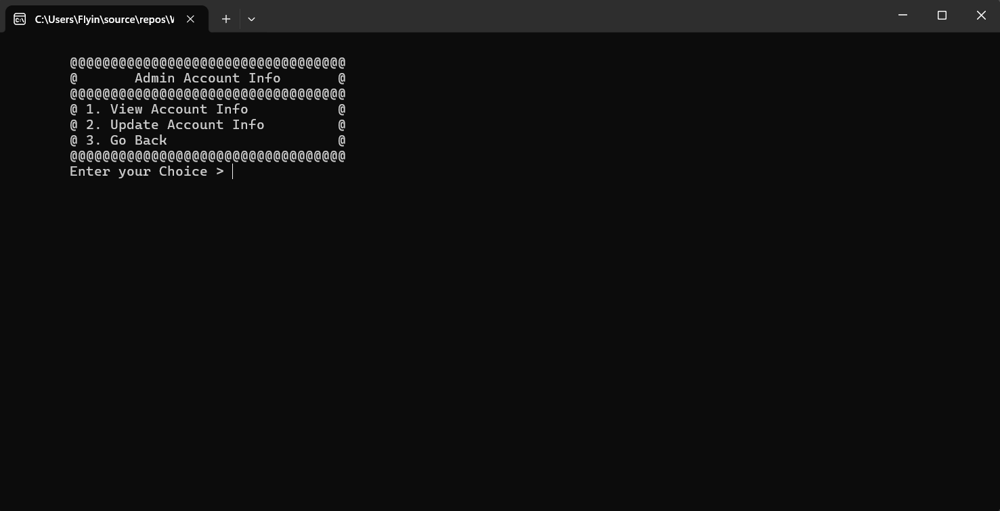 C:\Users\Flyin\source\repos\
@@@@@@@@@@@@@@@@@@@@@@@@@@@@@@@@@@
@       Admin Account Info       @
@@@@@@@@@@@@@@@@@@@@@@@@@@@@@@@@@@
@ 1. View Account Info           @
@ 2. Update Account Info         @
@ 3. Go Back                     @
@@@@@@@@@@@@@@@@@@@@@@@@@@@@@@@@@@
Enter your Choice >